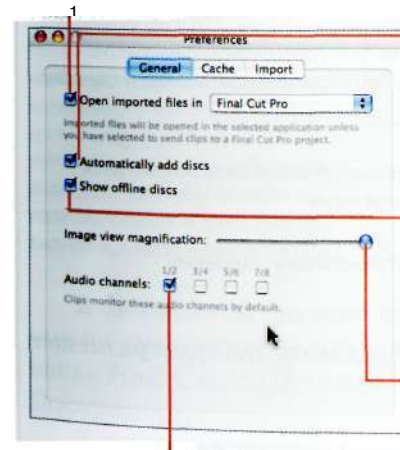 1
Preferences
General Cache Import
Open imported files in Final Cut Pro
Imported files will be opened in the selected application unless
you have selected to send clips to a Final Cut Pro project.
Automatically add discs
Show offline discs
Image view magnification:
1/2 3/4 5/6 7/8
Audio channels:
Clips monitor these audio channels by default.